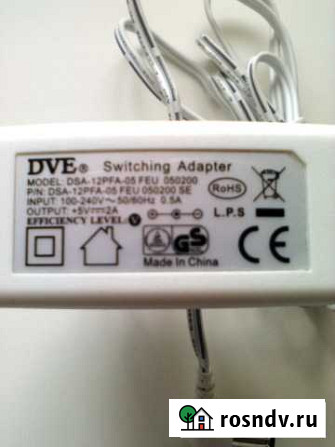 DVE® Switching Adapter
MODEL: DSA-12PFA-05 FEU 050200
P/N: DSA-12PFA-05 FEU 050200 SE
INPUT: 100-240V~50/60Hz 0.5A
OUTPUT: +5V⎓2A
EFFICIENCY LEVEL V
RoHS
L.P.S
GS
CE
Made In China
rosndv.ru